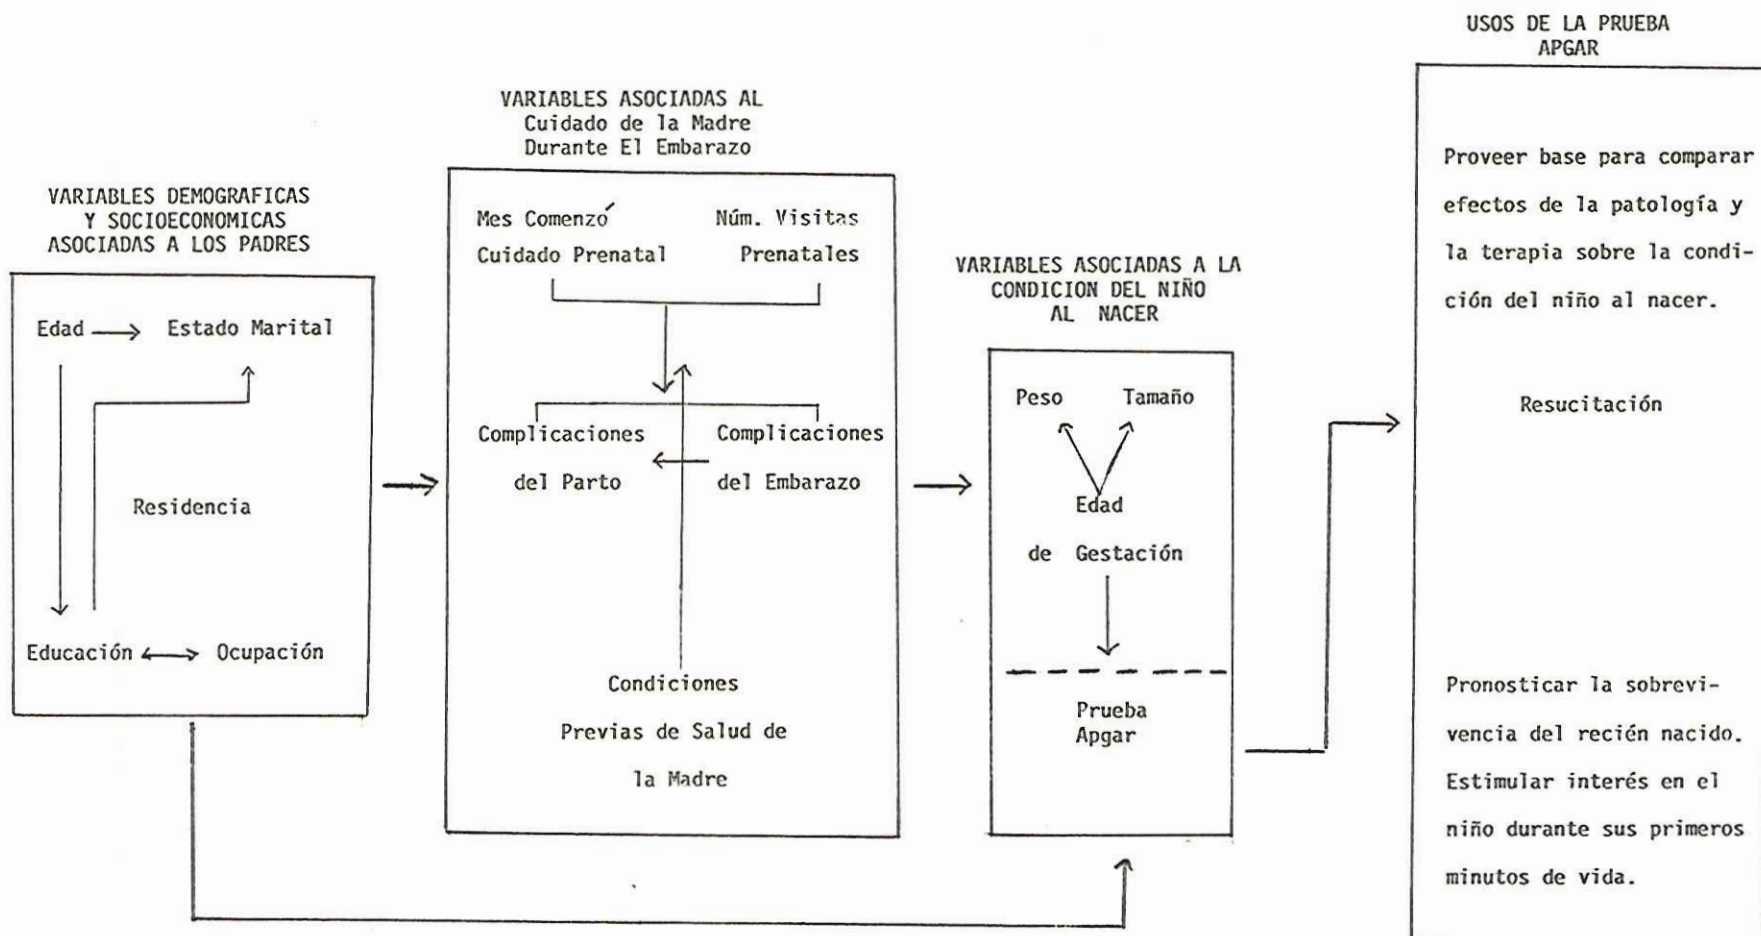 VARIABLES DEMOGRAFICAS
Y SOCIOECONOMICAS
ASOCIADAS A LOS PADRES
Edad Estado Marital
Residencia
Educación Ocupación
VARIABLES ASOCIADAS AL
Cuidado de la Madre
Durante El Embarazo
Mes Comenzó Núm. Visitas
Cuidado Prenatal Prenatales
Complicaciones Complicaciones
del Parto del Embarazo
Condiciones
Previas de Salud de
la Madre
VARIABLES ASOCIADAS A LA
CONDICION DEL NIÑO
AL NACER
Peso Tamaño
Edad
de Gestación
Prueba
Apgar
USOS DE LA PRUEBA
APGAR
Proveer base para comparar
efectos de la patología y
la terapia sobre la condi-
ción del niño al nacer.
Resucitación
Pronosticar la sobrevi-
vencia del recién nacido.
Estimular interés en el
niño durante sus primeros
minutos de vida.